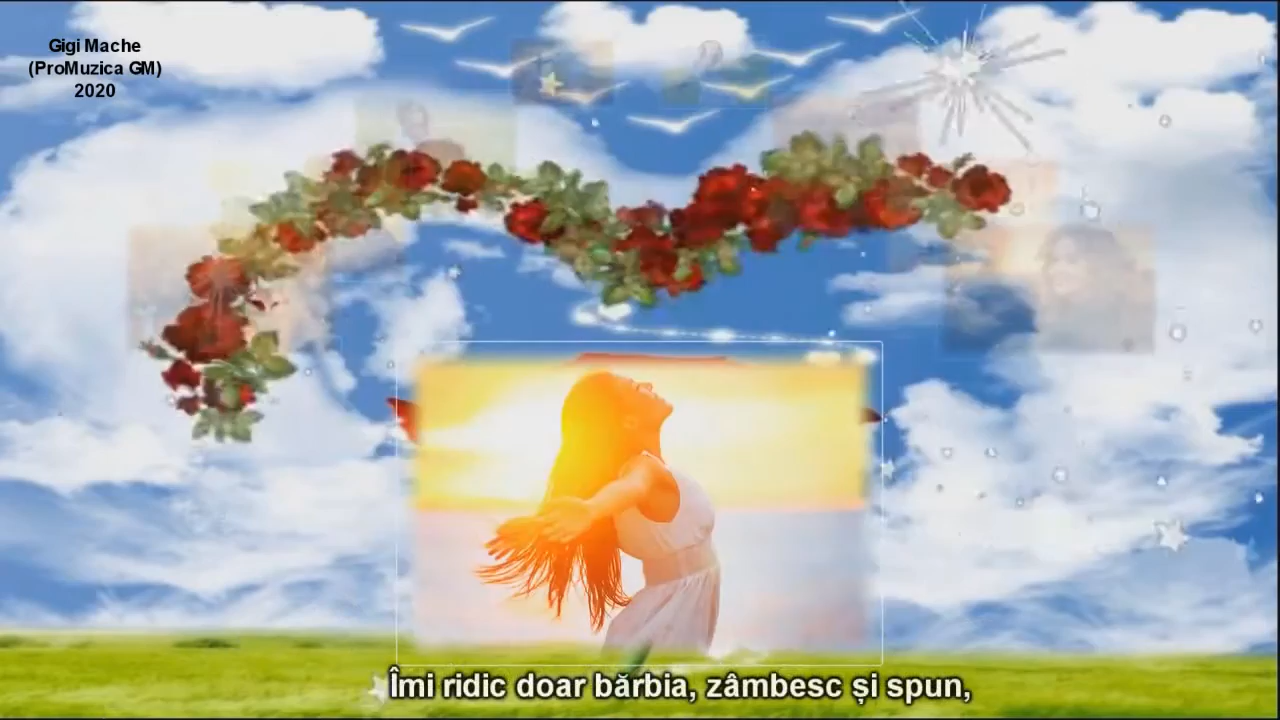 Gigi Mache
(ProMuzica GM)
2020
Îmi ridic doar bărbia, zâmbesc și spun,